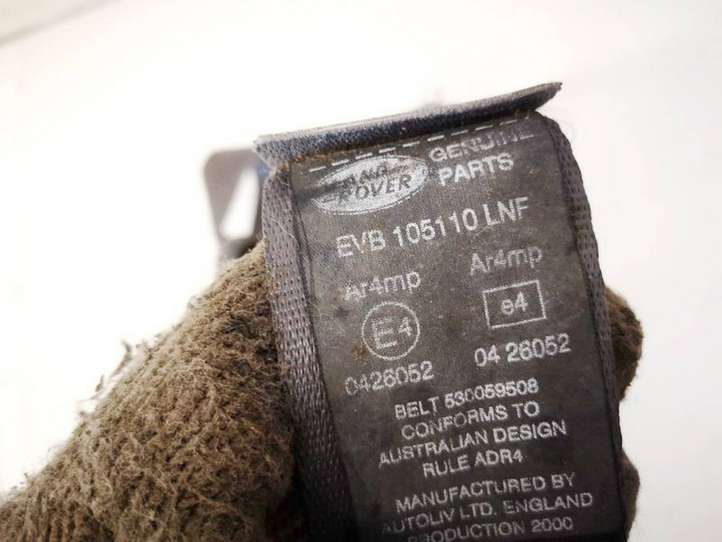 LAND
ROVER
GENUINE
PARTS
EVB 105110 LNF
Ar4mp
E4
0426052
Ar4mp
e4
04 26052
BELT 530059508
CONFORMS TO
AUSTRALIAN DESIGN
RULE ADR4
MANUFACTURED BY
AUTOLIV LTD. ENGLAND
PRODUCTION 2000